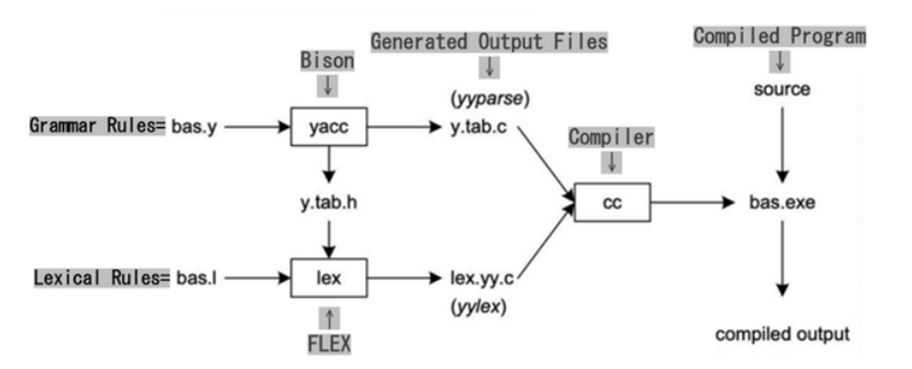 Generated Output Files
↓
Compiled Program
↓
Bison
↓
(yyparse)
source
Grammar Rules= bas.y
yacc
y.tab.c
Compiler
↓
y.tab.h
cc
bas.exe
Lexical Rules= bas.l
lex
lex.yy.c
(yylex)
↑
FLEX
compiled output